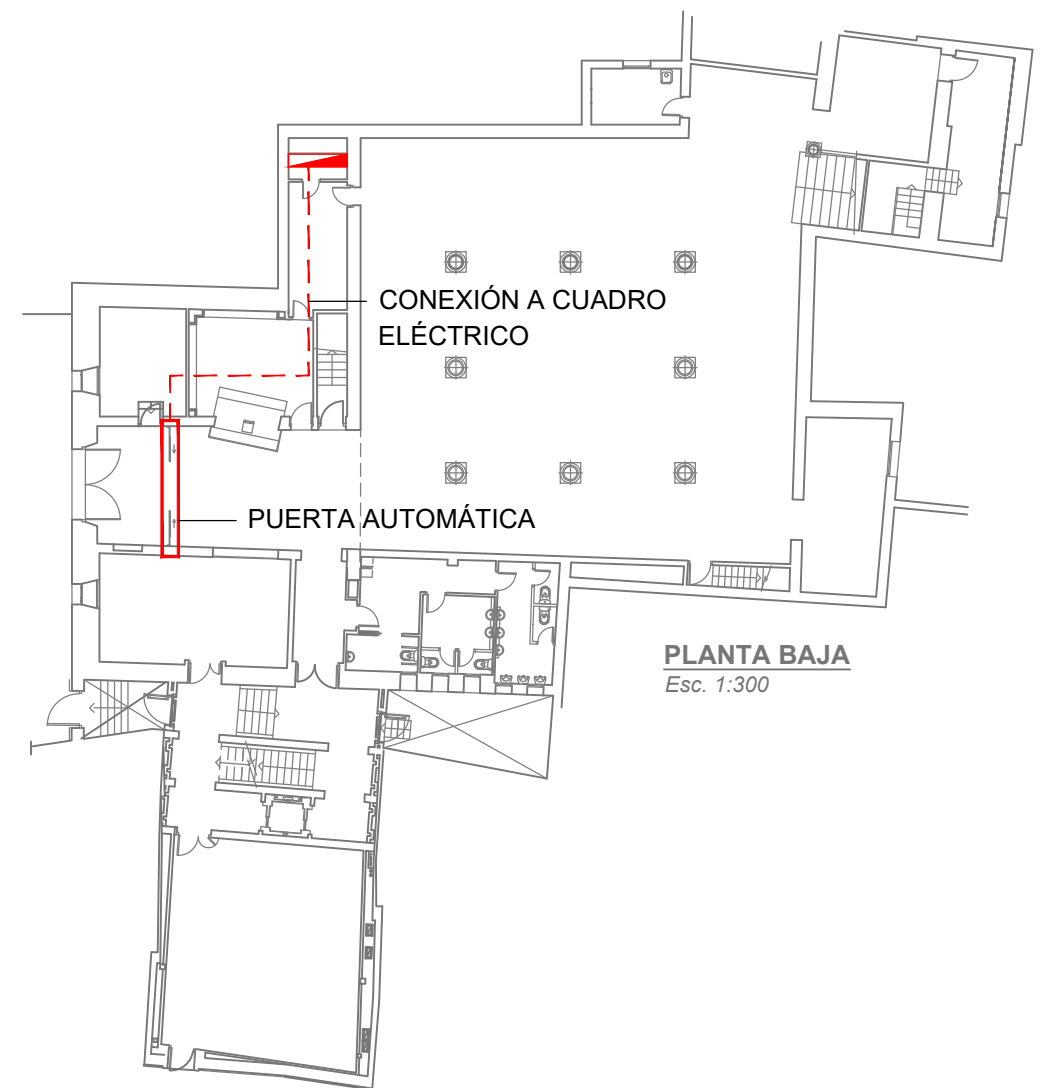 CONEXIÓN A CUADRO
ELÉCTRICO
PUERTA AUTOMÁTICA
PLANTA BAJA
Esc. 1:300